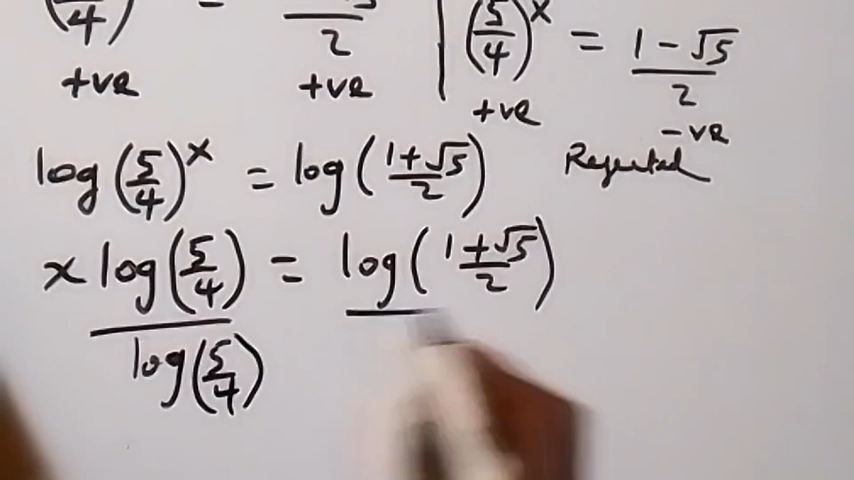 (5/4)^x = (1+√5)/2 | (5/4)^x = (1-√5)/2
+ve +ve +ve -ve
log(5/4)^x = log((1+√5)/2) Rejected
x log(5/4) = log((1+√5)/2)
log(5/4)